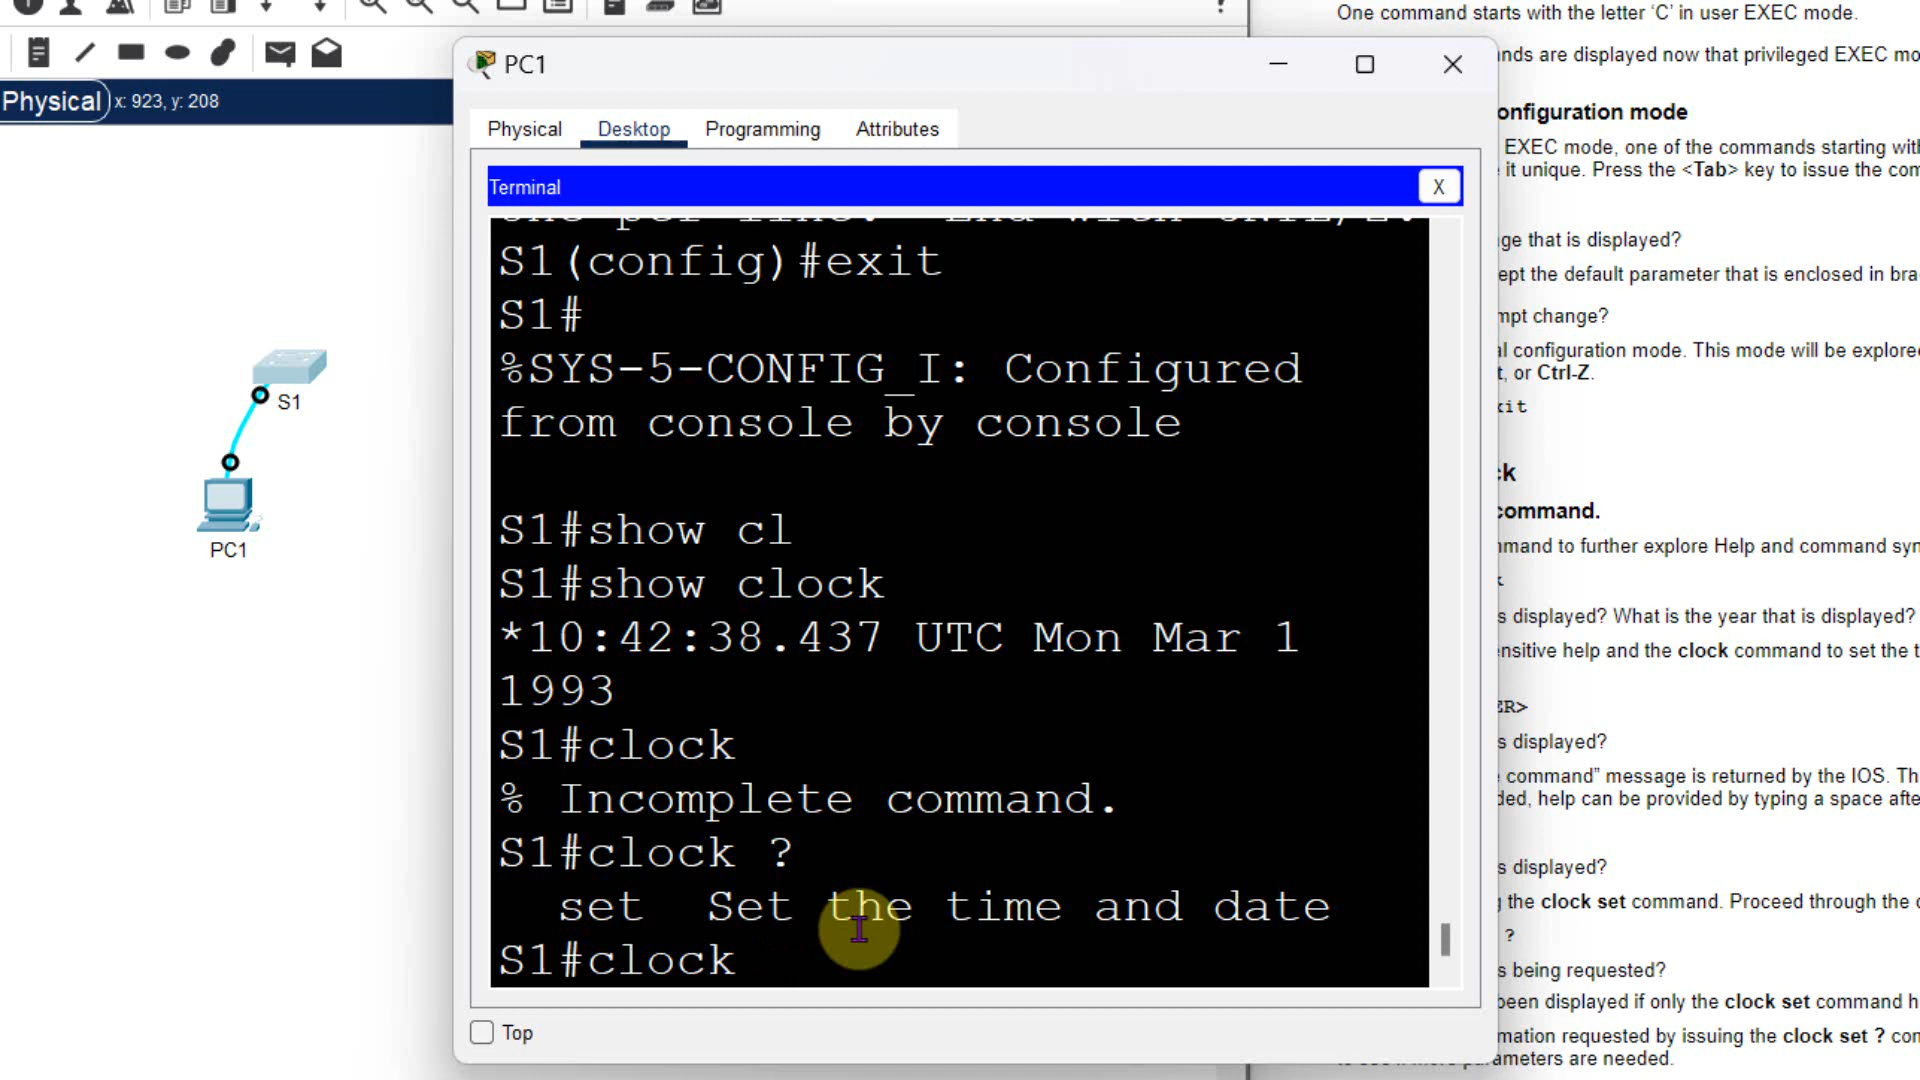 One command starts with the letter ‘C’ in user EXEC mode.
PC1
Physical x: 923, y: 208
nds are displayed now that privileged EXEC mo
Physical Desktop Programming Attributes
onfiguration mode
EXEC mode, one of the commands starting with
it unique. Press the <Tab> key to issue the com
Terminal X
S1(config)#exit
ge that is displayed?
ept the default parameter that is enclosed in bra
S1#
mpt change?
l configuration mode. This mode will be explored
t, or Ctrl-Z.
%SYS-5-CONFIG_I: Configured
from console by console
xit
S1
ck
command.
S1#show cl
mmand to further explore Help and command syn
PC1
S1#show clock
k
s displayed? What is the year that is displayed?
*10:42:38.437 UTC Mon Mar 1
1993
nsitive help and the clock command to set the t
ER>
S1#clock
s displayed?
% Incomplete command.
command” message is returned by the IOS. Th
ded, help can be provided by typing a space afte
S1#clock ?
s displayed?
set Set the time and date
the clock set command. Proceed through the c
?
S1#clock
s being requested?
been displayed if only the clock set command h
Top
mation requested by issuing the clock set ? con
ameters are needed.